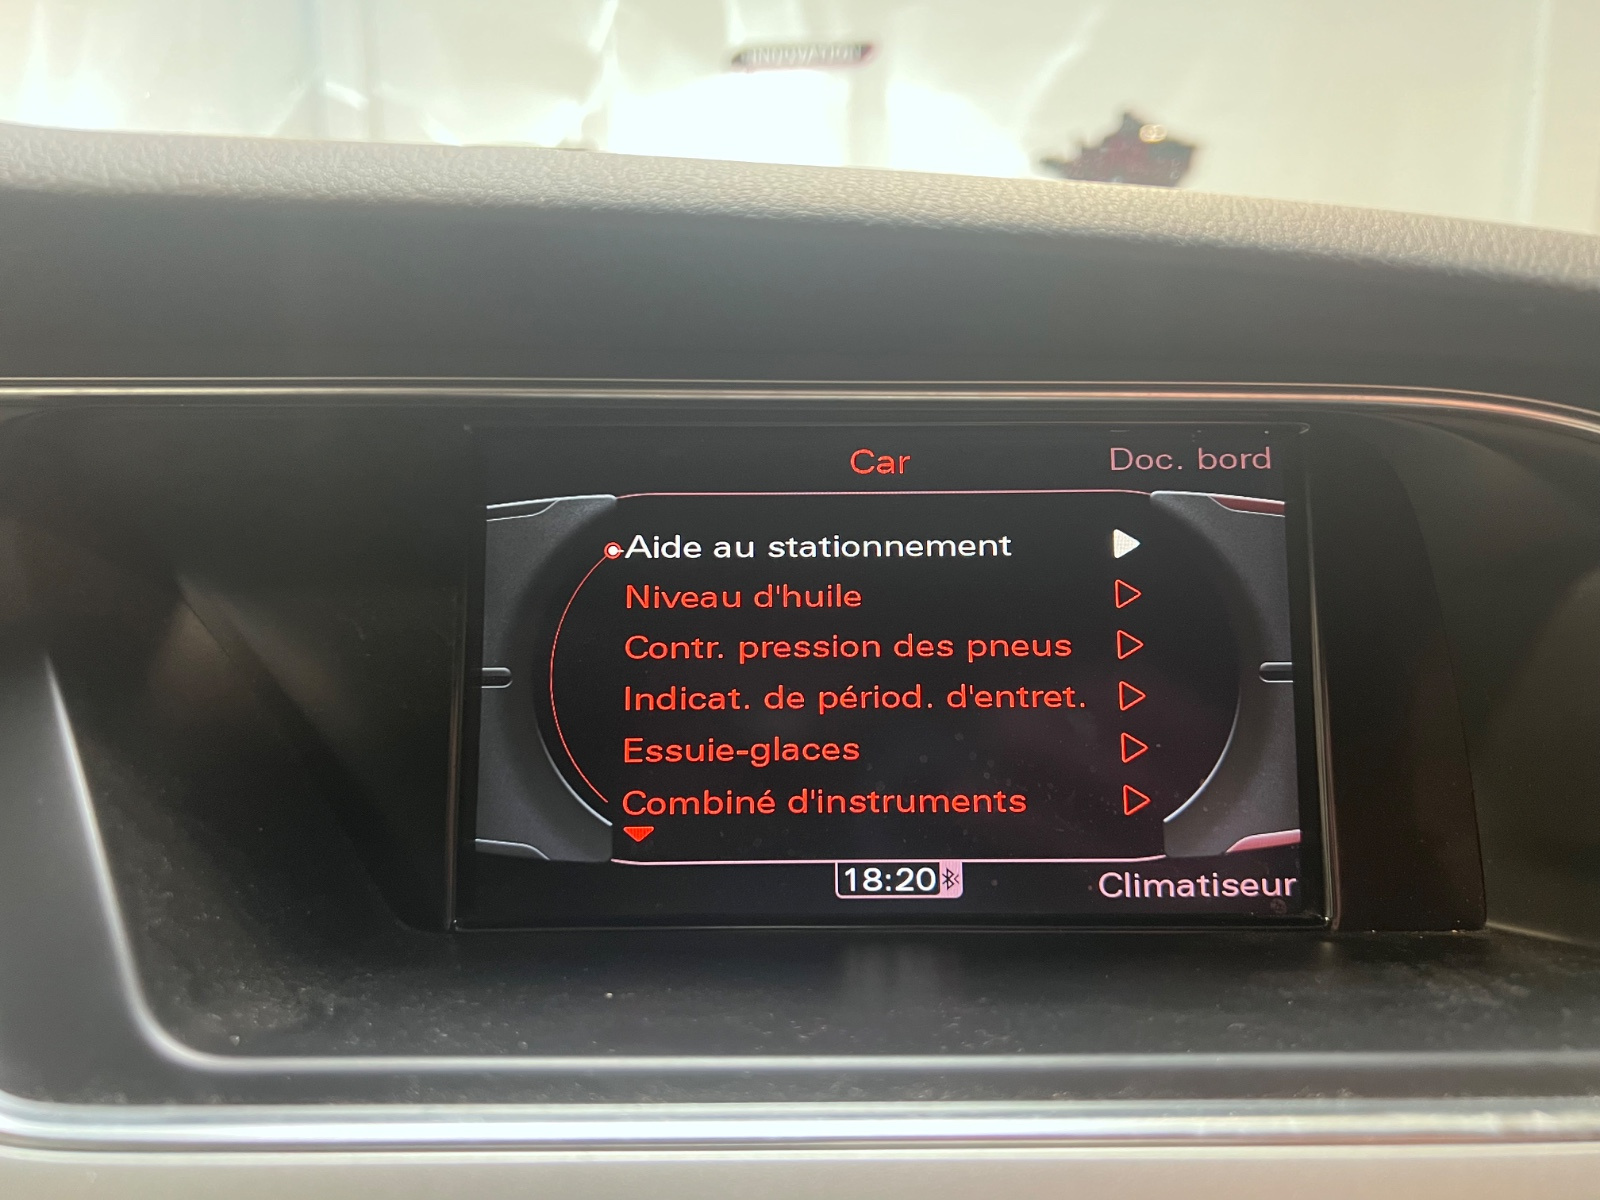 INNOVATION
Car
Doc. bord
Aide au stationnement
Niveau d'huile
Contr. pression des pneus
Indicat. de périod. d'entret.
Essuie-glaces
Combiné d'instruments
18:20
Climatiseur